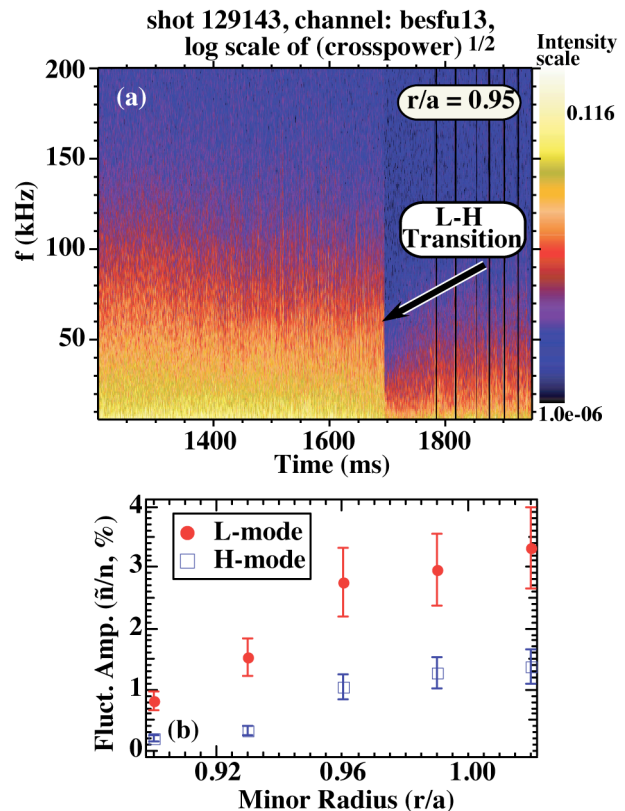 shot 129143, channel: besfu13,
log scale of (crosspower) 1/2
Intensity
scale
200
(a)
r/a = 0.95
0.116
150
L-H
Transition
100
f (kHz)
50
1.0e-06
1400
1600
1800
Time (ms)
4
L-mode
H-mode
3
2
1
0
Fluct. Amp. (ñ/n, %)
(b)
0.92
0.96
1.00
Minor Radius (r/a)